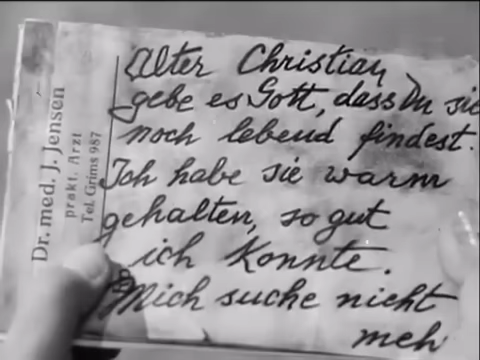 Dr. med. J. Jensen
prakt. Arzt
Tel. Grims 987
Alter Christian,
gebe es Gott, dass Du sie
noch lebend findest.
Ich habe sie warm
gehalten, so gut
ich konnte.
Mich suche nicht
meh